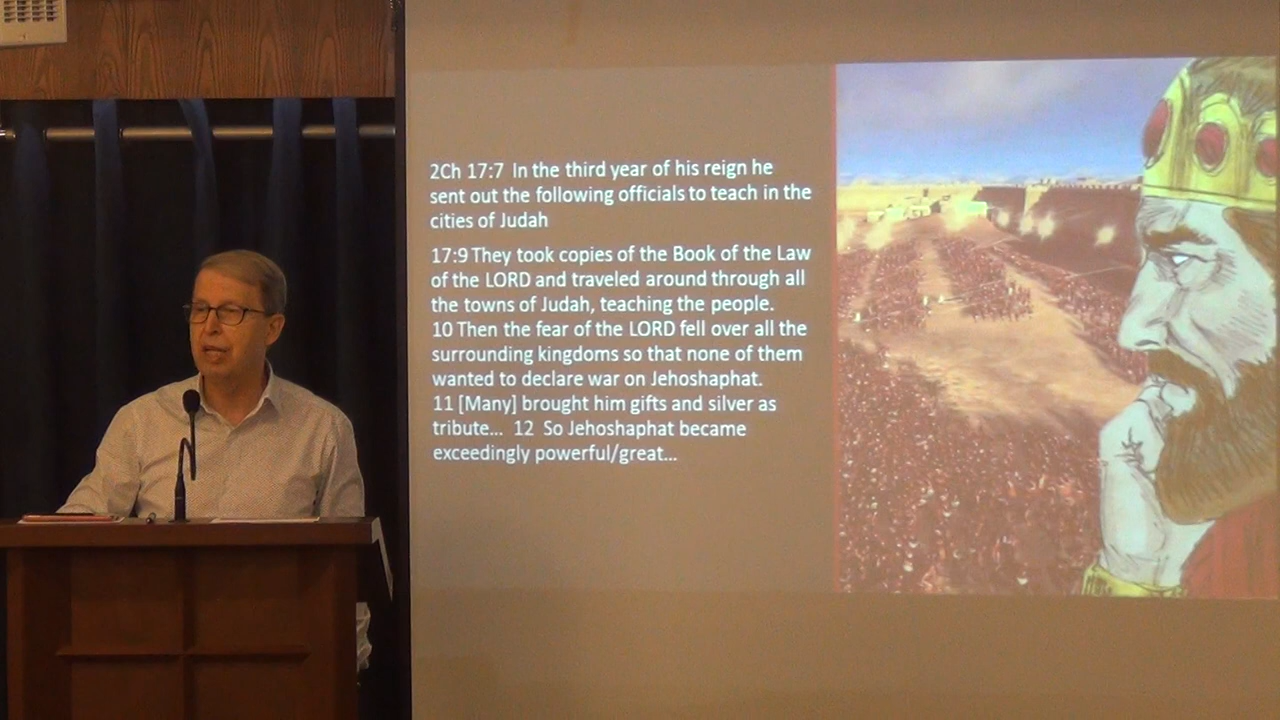 2Ch 17:7 In the third year of his reign he
sent out the following officials to teach in the
cities of Judah
17:9 They took copies of the Book of the Law
of the LORD and traveled around through all
the towns of Judah, teaching the people.
10 Then the fear of the LORD fell over all the
surrounding kingdoms so that none of them
wanted to declare war on Jehoshaphat.
11 [Many] brought him gifts and silver as
tribute... 12 So Jehoshaphat became
exceedingly powerful/great...